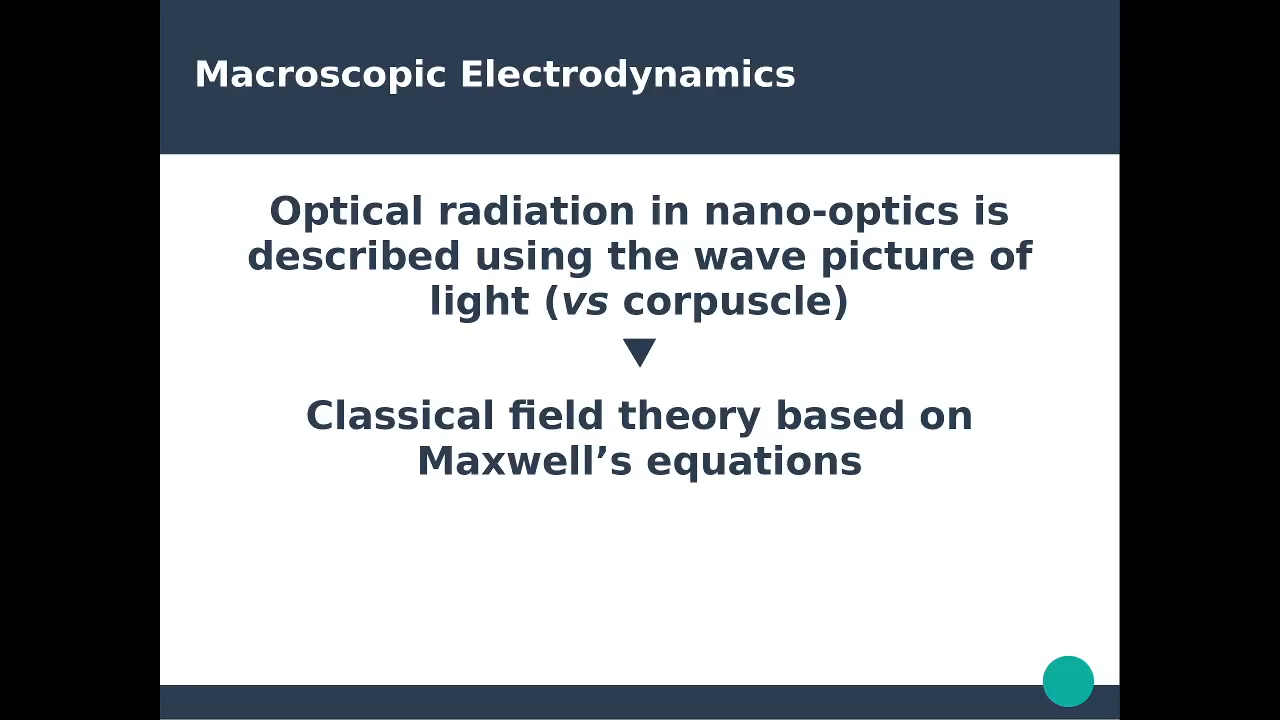 Macroscopic Electrodynamics
Optical radiation in nano-optics is
described using the wave picture of
light (vs corpuscle)
Classical field theory based on
Maxwell’s equations